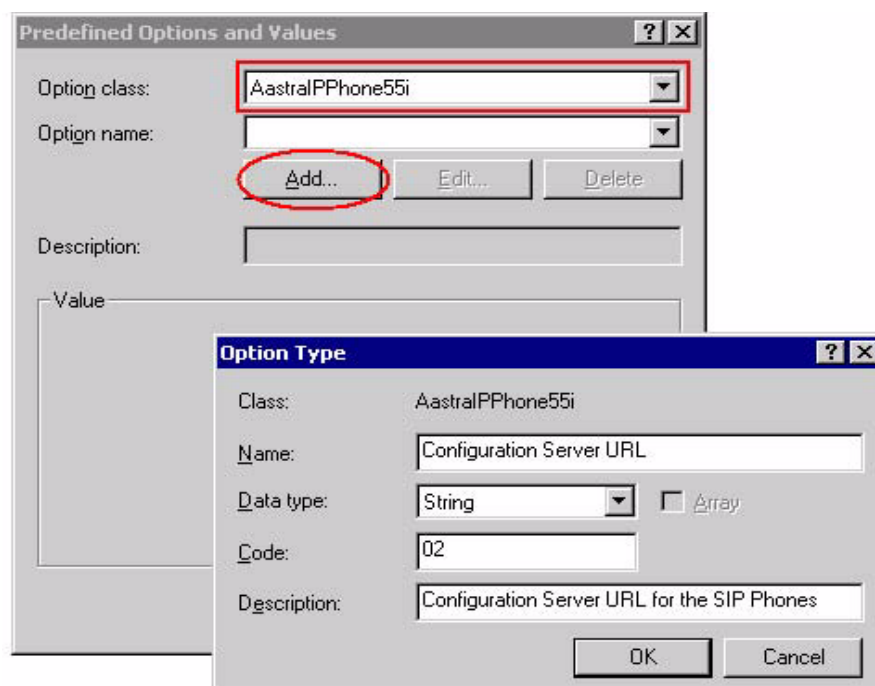 Predefined Options and Values
Option class: AastraIPPhone55i
Option name:
Add... Edit... Delete
Description:
Value
Option Type
Class: AastraIPPhone55i
Name: Configuration Server URL
Data type: String Array
Code: 02
Description: Configuration Server URL for the SIP Phones
OK Cancel